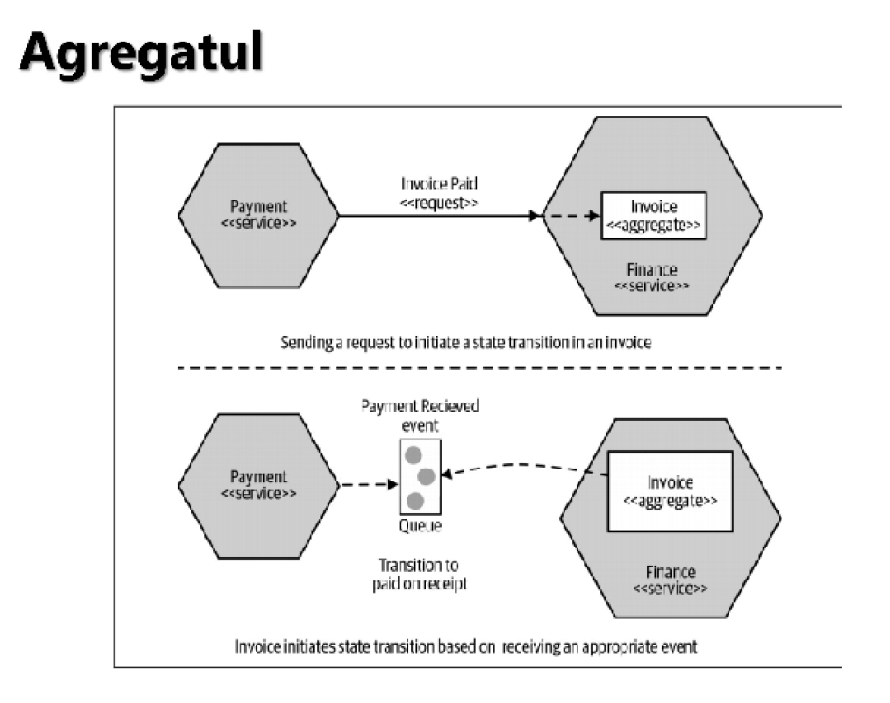 Agregatul
Invoice Paid
<<request>>
Payment
<<service>>
Invoice
<<aggregate>>
Finance
<<service>>
Sending a request to initiate a state transition in an invoice
Payment Recieved
event
Payment
<<service>>
Invoice
<<aggregate>>
Queue
Transition to
paid on receipt
Finance
<<service>>
Invoice initiates state transition based on receiving an appropriate event